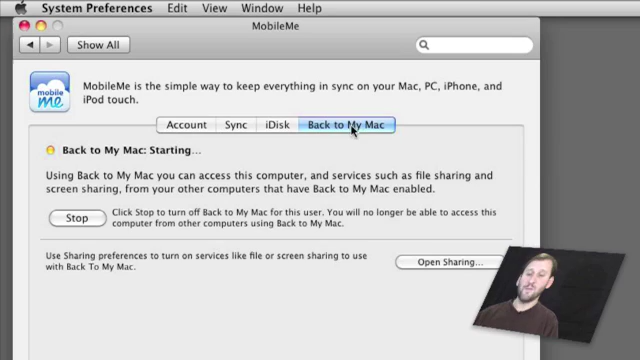 System Preferences Edit View Window Help
MobileMe
Show All
mobile
me
MobileMe is the simple way to keep everything in sync on your Mac, PC, iPhone, and
iPod touch.
Account Sync iDisk Back to My Mac
Back to My Mac: Starting...
Using Back to My Mac you can access this computer, and services such as file sharing and
screen sharing, from your other computers that have Back to My Mac enabled.
Stop
Click Stop to turn off Back to My Mac for this user. You will no longer be able to access this
computer from other computers using Back to My Mac.
Use Sharing preferences to turn on services like file or screen sharing to use
with Back To My Mac.
Open Sharing...